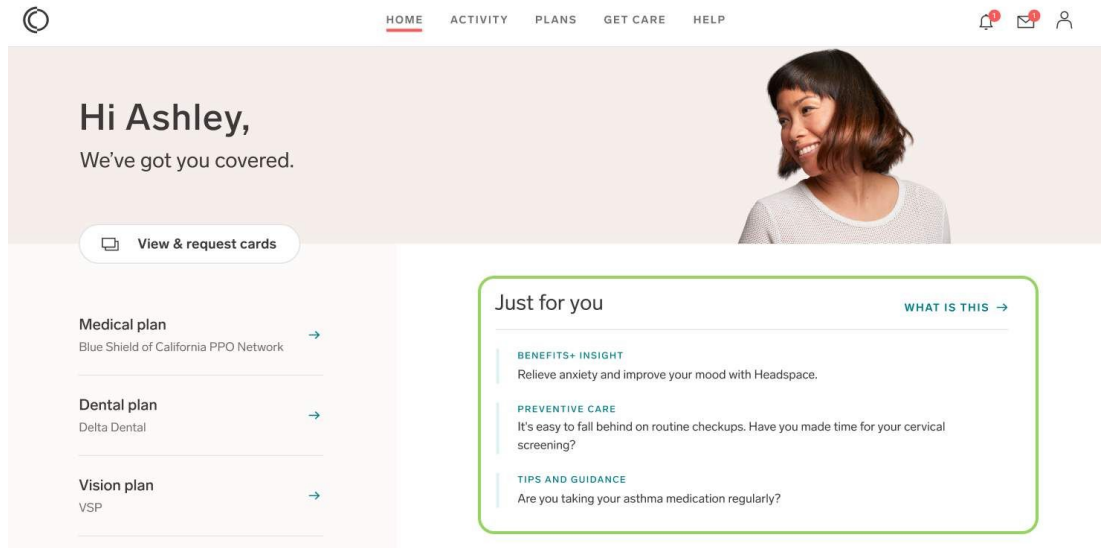 HOME ACTIVITY PLANS GET CARE HELP
1 1
Hi Ashley,
We've got you covered.
View & request cards
Medical plan
Blue Shield of California PPO Network
Dental plan
Delta Dental
Vision plan
VSP
Just for you
WHAT IS THIS →
BENEFITS+ INSIGHT
Relieve anxiety and improve your mood with Headspace.
PREVENTIVE CARE
It's easy to fall behind on routine checkups. Have you made time for your cervical
screening?
TIPS AND GUIDANCE
Are you taking your asthma medication regularly?